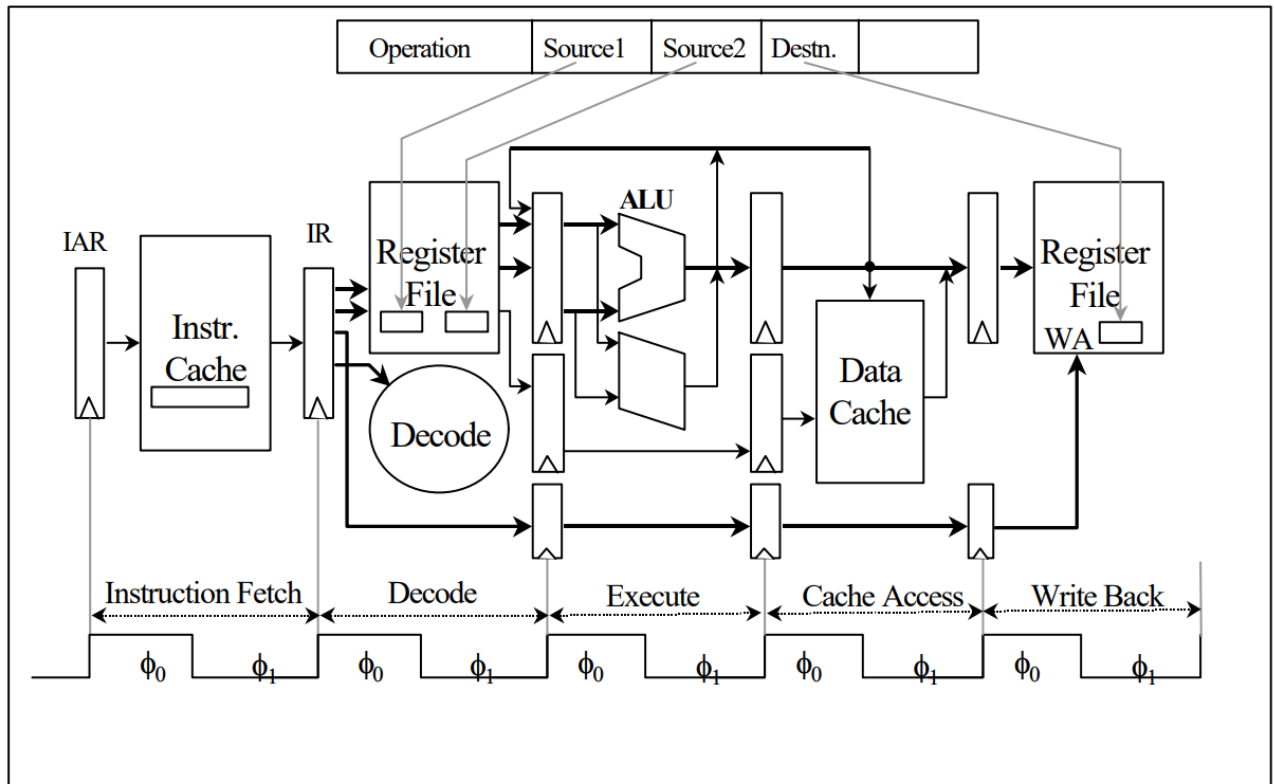 Operation Source1 Source2 Destn.
ALU
IAR
IR
Register
File
Register
File
WA
Instr.
Cache
Data
Cache
Decode
Instruction Fetch Decode Execute Cache Access Write Back
ϕ0 ϕ1 ϕ0 ϕ1 ϕ0 ϕ1 ϕ0 ϕ1 ϕ0 ϕ1